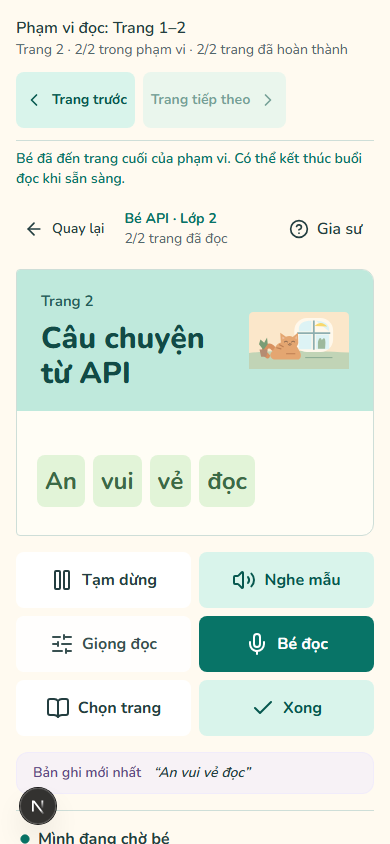 Phạm vi đọc: Trang 1–2
Trang 2 · 2/2 trong phạm vi · 2/2 trang đã hoàn thành
Trang trước
Trang tiếp theo
Bé đã đến trang cuối của phạm vi. Có thể kết thúc buổi
đọc khi sẵn sàng.
Quay lại
Bé API · Lớp 2
2/2 trang đã đọc
Gia sư
Trang 2
Câu chuyện
từ API
An vui vẻ đọc
Tạm dừng
Nghe mẫu
Giọng đọc
Bé đọc
Chọn trang
Xong
Bản ghi mới nhất “An vui vẻ đọc”
N
Mình đang chờ bé